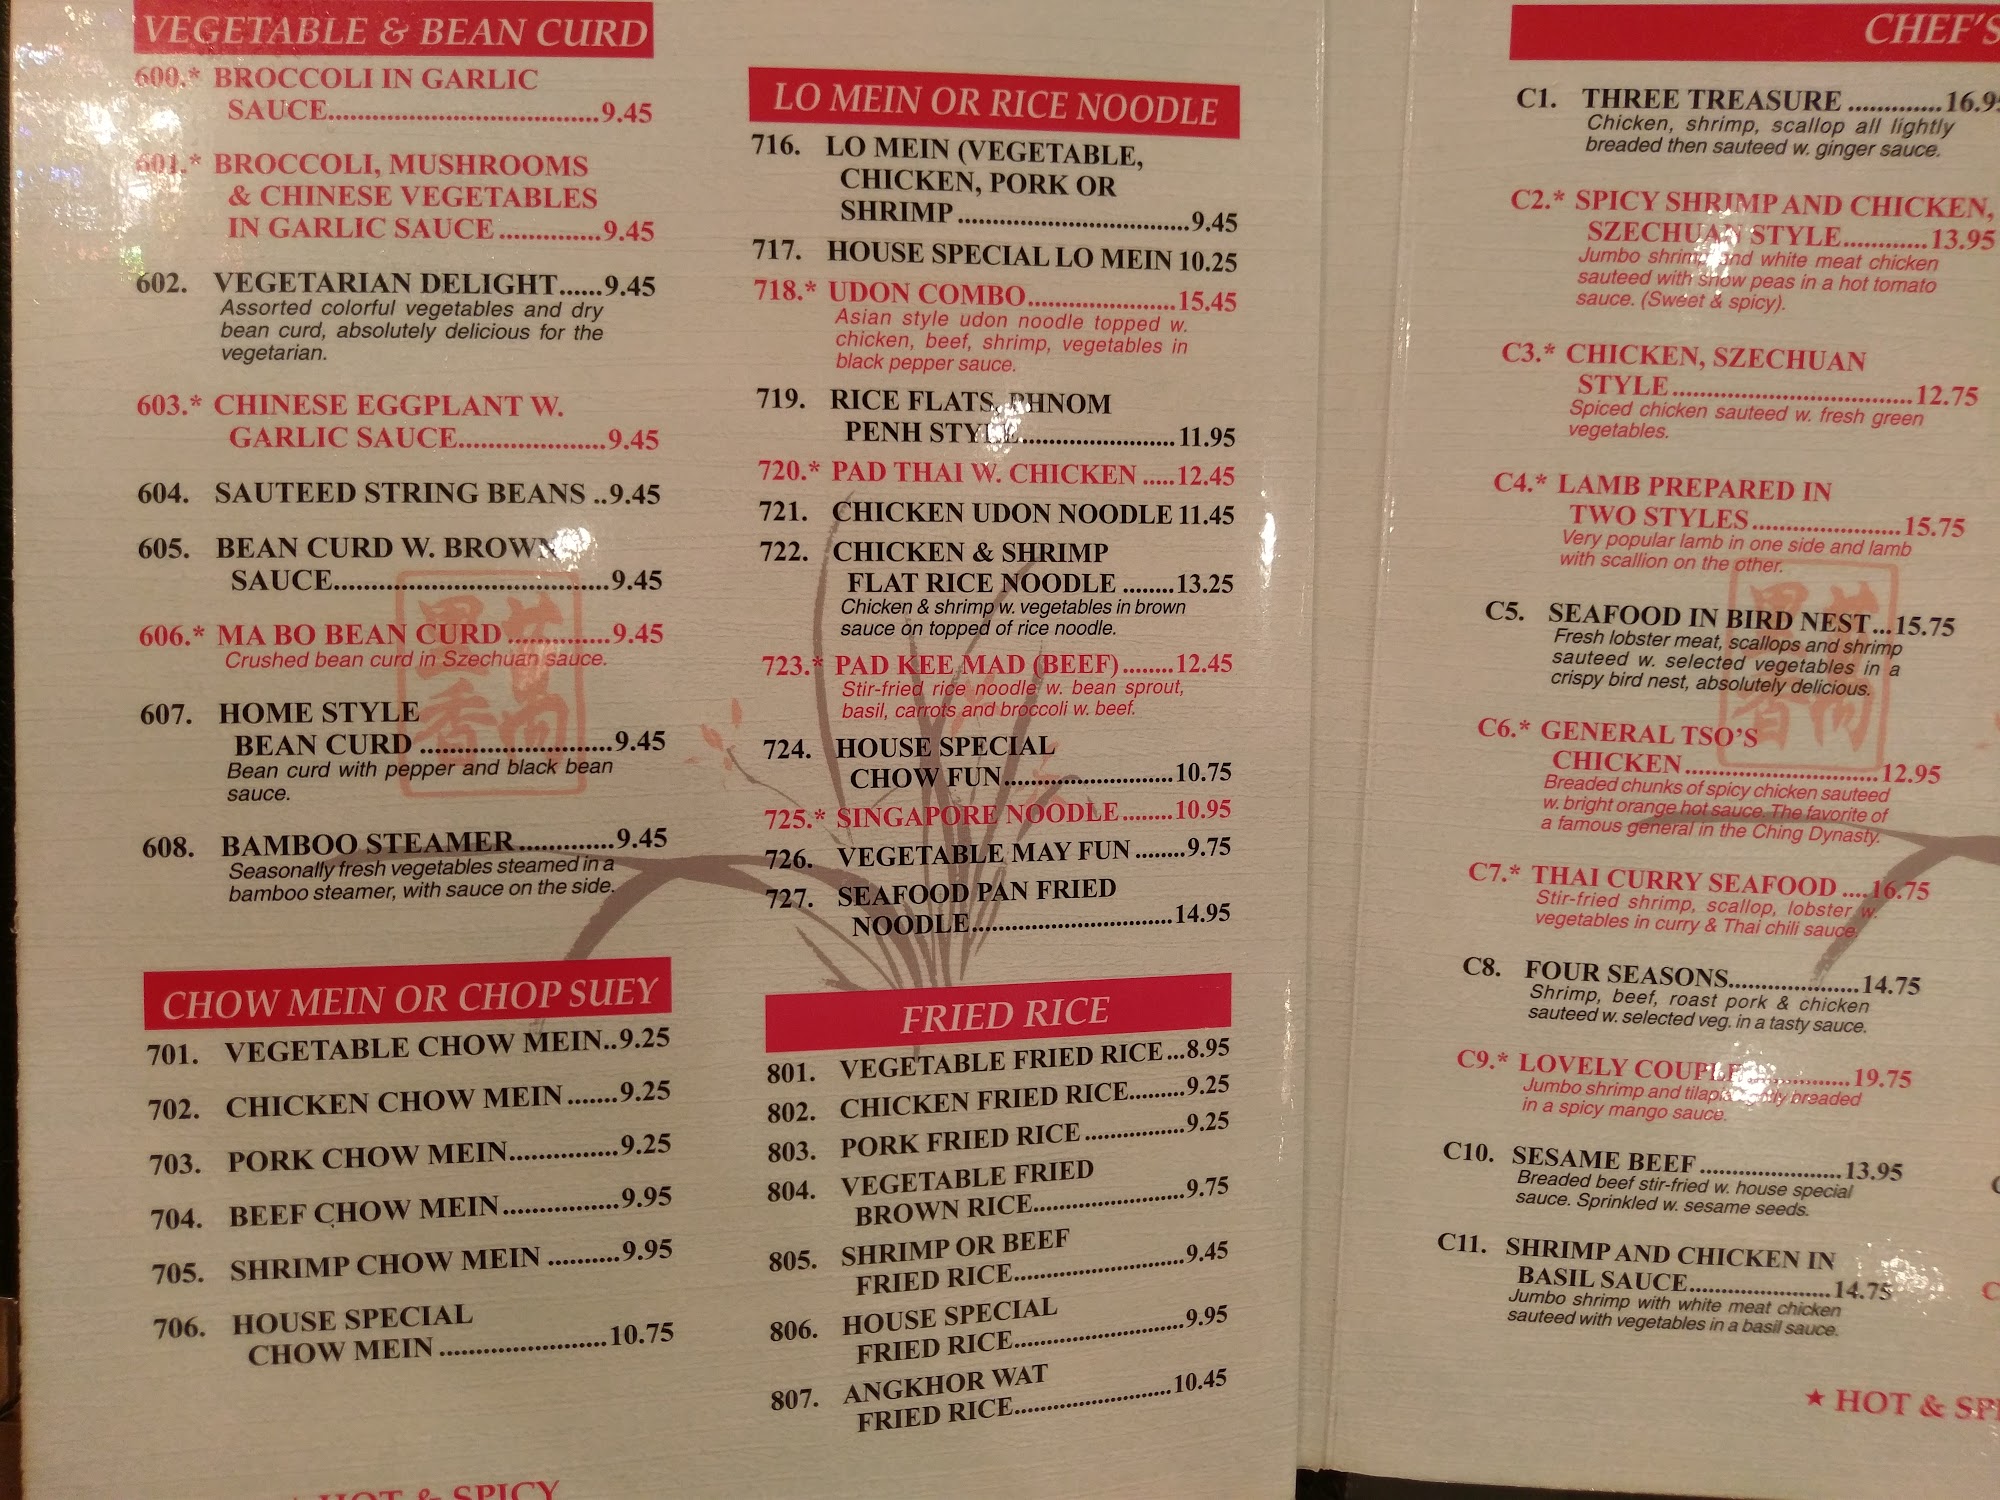 VEGETABLE & BEAN CURD
600.* BROCCOLI IN GARLIC
SAUCE.....................................9.45
601.* BROCCOLI, MUSHROOMS
& CHINESE VEGETABLES
IN GARLIC SAUCE...............9.45
602. VEGETARIAN DELIGHT......9.45
Assorted colorful vegetables and dry
bean curd, absolutely delicious for the
vegetarian.
603.* CHINESE EGGPLANT W.
GARLIC SAUCE.....................9.45
604. SAUTEED STRING BEANS ..9.45
605. BEAN CURD W. BROWN
SAUCE.......................................9.45
606.* MA BO BEAN CURD ..............9.45
Crushed bean curd in Szechuan sauce.
607. HOME STYLE
BEAN CURD ...........................9.45
Bean curd with pepper and black bean
sauce.
608. BAMBOO STEAMER.............9.45
Seasonally fresh vegetables steamed in a
bamboo steamer, with sauce on the side.
CHOW MEIN OR CHOP SUEY
701. VEGETABLE CHOW MEIN..9.25
702. CHICKEN CHOW MEIN .......9.25
703. PORK CHOW MEIN...............9.25
704. BEEF CHOW MEIN................9.95
705. SHRIMP CHOW MEIN ..........9.95
706. HOUSE SPECIAL
CHOW MEIN ........................10.75
HOT & SPICY
LO MEIN OR RICE NOODLE
716. LO MEIN (VEGETABLE,
CHICKEN, PORK OR
SHRIMP .................................9.45
717. HOUSE SPECIAL LO MEIN 10.25
718.* UDON COMBO.....................15.45
Asian style udon noodle topped w.
chicken, beef, shrimp, vegetables in
black pepper sauce.
719. RICE FLATS, PHNOM
PENH STYLE......................11.95
720.* PAD THAI W. CHICKEN .....12.45
721. CHICKEN UDON NOODLE 11.45
722. CHICKEN & SHRIMP
FLAT RICE NOODLE ........13.25
Chicken & shrimp w. vegetables in brown
sauce on topped of rice noodle.
723.* PAD KEE MAD (BEEF)........12.45
Stir-fried rice noodle w. bean sprout,
basil, carrots and broccoli w. beef.
724. HOUSE SPECIAL
CHOW FUN........................10.75
725.* SINGAPORE NOODLE........10.95
726. VEGETABLE MAY FUN ........9.75
727. SEAFOOD PAN FRIED
NOODLE.............................14.95
FRIED RICE
801. VEGETABLE FRIED RICE...8.95
802. CHICKEN FRIED RICE.........9.25
803. PORK FRIED RICE ................9.25
804. VEGETABLE FRIED
BROWN RICE.......................9.75
805. SHRIMP OR BEEF
FRIED RICE..........................9.45
806. HOUSE SPECIAL
FRIED RICE..........................9.95
807. ANGKHOR WAT
FRIED RICE........................10.45
CHEF'S
C1. THREE TREASURE ..............16.95
Chicken, shrimp, scallop all lightly
breaded then sauteed w. ginger sauce.
C2.* SPICY SHRIMP AND CHICKEN,
SZECHUAN STYLE............13.95
Jumbo shrimp and white meat chicken
sauteed with snow peas in a hot tomato
sauce. (Sweet & spicy).
C3.* CHICKEN, SZECHUAN
STYLE...................................12.75
Spiced chicken sauteed w. fresh green
vegetables.
C4.* LAMB PREPARED IN
TWO STYLES......................15.75
Very popular lamb in one side and lamb
with scallion on the other.
C5. SEAFOOD IN BIRD NEST...15.75
Fresh lobster meat, scallops and shrimp
sauteed w. selected vegetables in a
crispy bird nest, absolutely delicious.
C6.* GENERAL TSO'S
CHICKEN............................12.95
Breaded chunks of spicy chicken sauteed
w. bright orange hot sauce. The favorite of
a famous general in the Ching Dynasty.
C7.* THAI CURRY SEAFOOD ....16.75
Stir-fried shrimp, scallop, lobster w.
vegetables in curry & Thai chili sauce.
C8. FOUR SEASONS...................14.75
Shrimp, beef, roast pork & chicken
sauteed w. selected veg. in a tasty sauce.
C9.* LOVELY COUPLE...............19.75
Jumbo shrimp and breaded
in a spicy mango sauce.
C10. SESAME BEEF.....................13.95
Breaded beef stir-fried w. house special
sauce. Sprinkled w. sesame seeds.
C11. SHRIMP AND CHICKEN IN
BASIL SAUCE.....................14.75
Jumbo shrimp with white meat chicken
sauteed with vegetables in a basil sauce.
★ HOT &